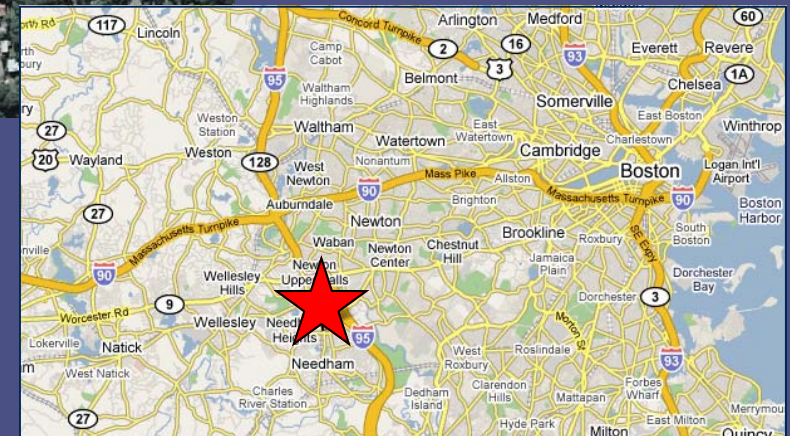 60
Concord Turnpike
Arlington
Medford
117
Lincoln
2
16
93
Camp
Cabot
3
Everett
Revere
95
Belmont
1A
Chelsea
Waltham
Highlands
Somerville
Weston
Station
East Boston
Waltham
East
Watertown
Charlestown
Winthrop
27
Watertown
Cambridge
20
Wayland
Weston
128
Nonantum
Boston
Logan Int'l
Airport
West
Newton
Mass Pike
Allston
90
Massachusetts Turnpike
90
Auburndale
Brighton
Boston
Harbor
27
Newton
Massachusetts Turnpike
Brookline
Roxbury
South
Boston
Waban
Newton
Center
Chestnut
Hill
SE Expy
Jamaica
Plain
90
Wellesley
Hills
Dorchester
Bay
9
Dorchester
3
Worcester Rd
Wellesley
Morton St
Lokerville
Natick
95
Heights
West Natick
Needham
West
Roxbury
Roslindale
93
Charles
River Station
Dedham
Island
Clarendon
Hills
Mattapan
Forbes
Wharf
27
Hyde Park
Milton
East Milton
Quincy